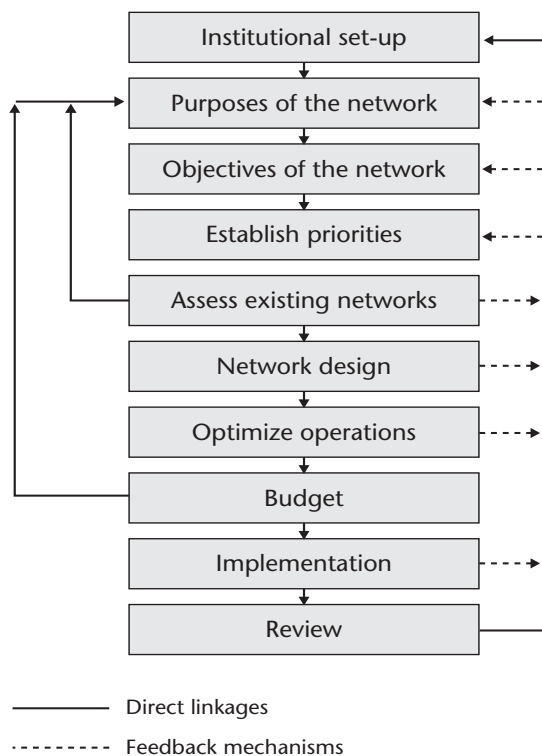 Institutional set-up
Purposes of the network
Objectives of the network
Establish priorities
Assess existing networks
Network design
Optimize operations
Budget
Implementation
Review
Direct linkages
Feedback mechanisms